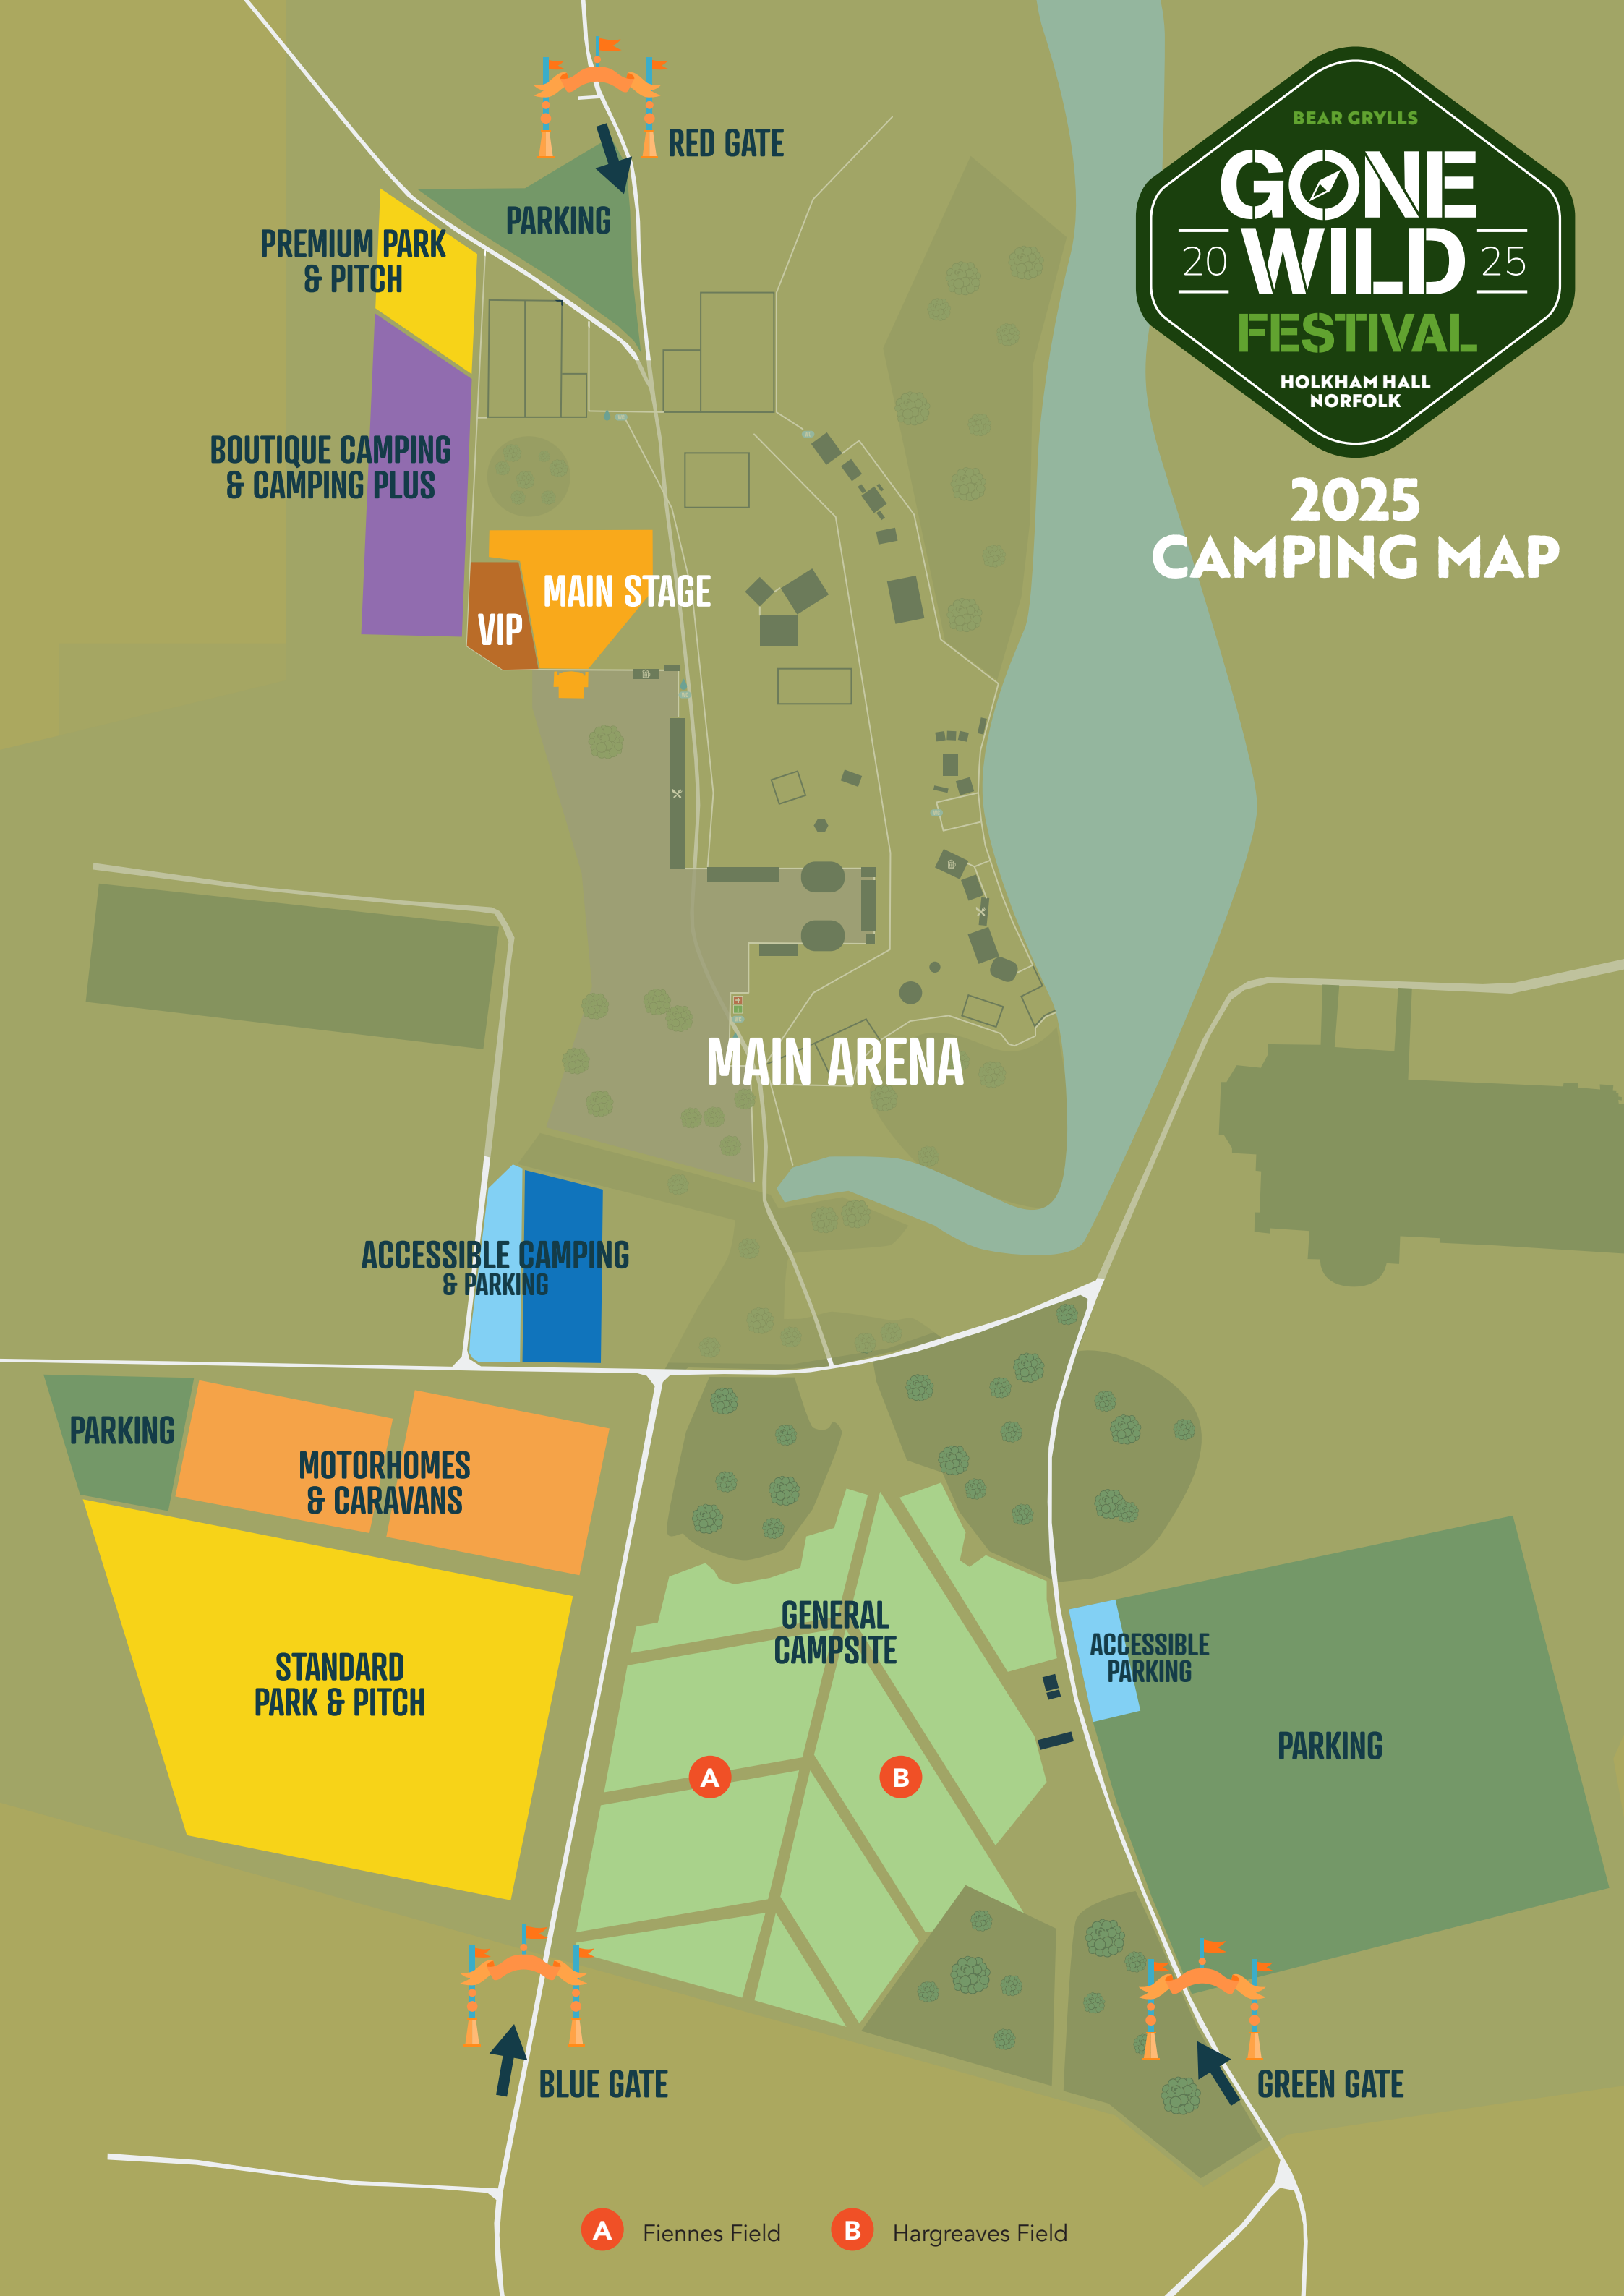 RED GATE
PARKING
PREMIUM PARK
& PITCH
BOUTIQUE CAMPING
& CAMPING PLUS
MAIN STAGE
VIP
BEAR GRYLLS
GONE
20 WILD 25
FESTIVAL
HOLKHAM HALL
NORFOLK
2025
CAMPING MAP
MAIN ARENA
ACCESSIBLE CAMPING
& PARKING
PARKING
MOTORHOMES
& CARAVANS
STANDARD
PARK & PITCH
GENERAL
CAMPSITE
A
B
ACCESSIBLE
PARKING
PARKING
BLUE GATE
GREEN GATE
A Fiennes Field
B Hargreaves Field